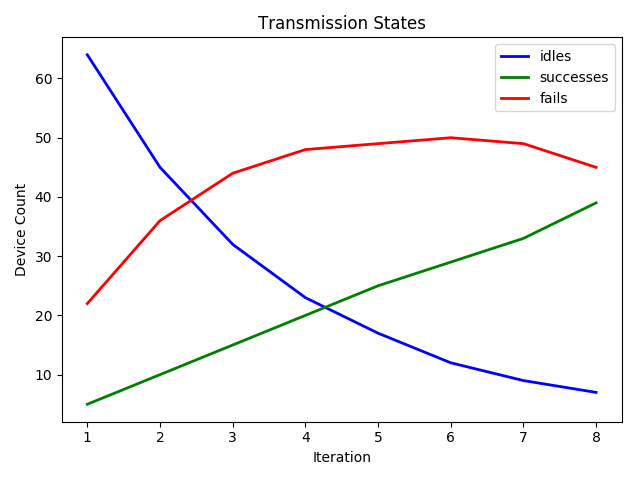 Transmission States
idles
successes
fails
Device Count
60
50
40
30
20
10
1 2 3 4 5 6 7 8
Iteration